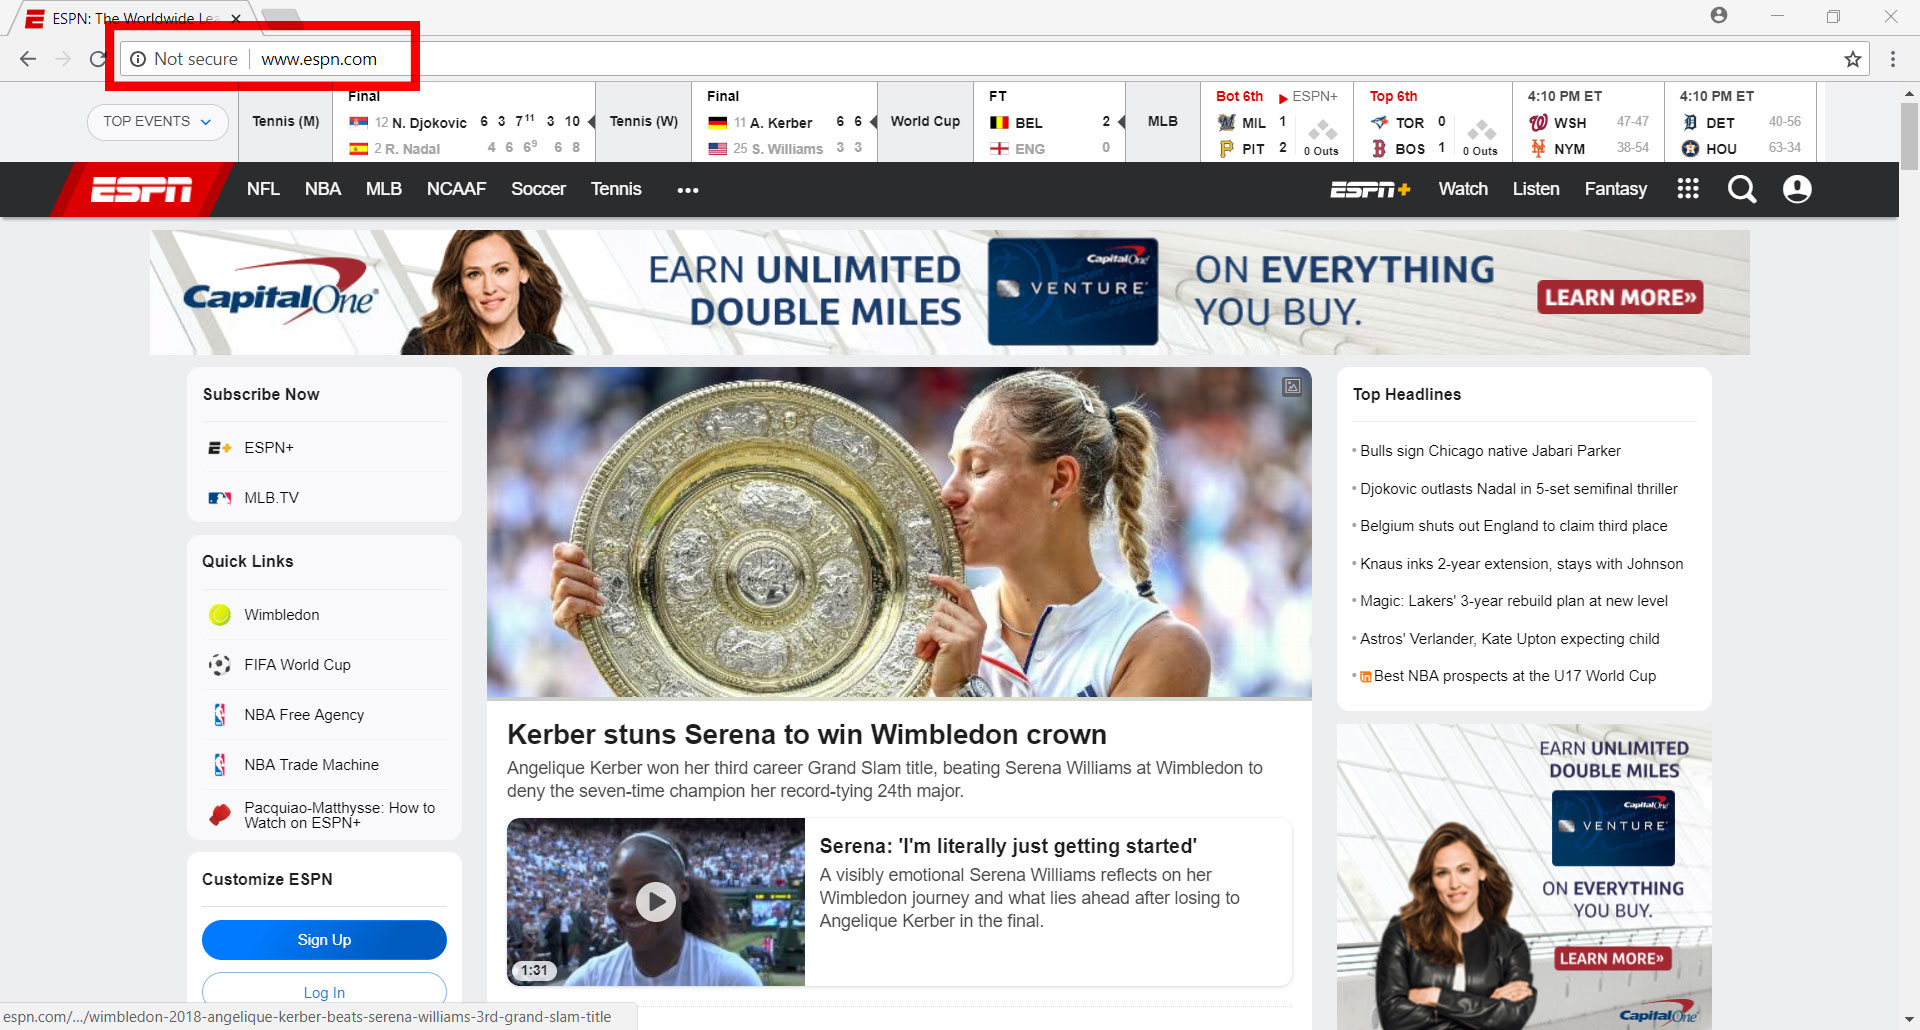 ESPN: The Worldwide Lea
Not secure | www.espn.com
TOP EVENTS
Tennis (M)
Final
12 N. Djokovic 6 3 7 11 3 10
2 R. Nadal 4 6 6 9 6 8
Tennis (W)
Final
11 A. Kerber 6 6
25 S. Williams 3 3
World Cup
FT
BEL 2
ENG 0
MLB
Bot 6th ESPN+
MIL 1
PIT 2
0 Outs
Top 6th
TOR 0
BOS 1
0 Outs
4:10 PM ET
WSH 47-47
NYM 38-54
4:10 PM ET
DET 40-56
HOU 63-34
ESPN NFL NBA MLB NCAAF Soccer Tennis ••• ESPN+ Watch Listen Fantasy
CapitalOne®
EARN UNLIMITED
DOUBLE MILES
CapitalOne
VENTURE
ON EVERYTHING
YOU BUY.
LEARN MORE»
Subscribe Now
ESPN+
MLB.TV
Quick Links
Wimbledon
FIFA World Cup
NBA Free Agency
NBA Trade Machine
Pacquiao-Matthysse: How to
Watch on ESPN+
Customize ESPN
Sign Up
Log In
Kerber stuns Serena to win Wimbledon crown
Angelique Kerber won her third career Grand Slam title, beating Serena Williams at Wimbledon to
deny the seven-time champion her record-tying 24th major.
1:31
Serena: 'I'm literally just getting started'
A visibly emotional Serena Williams reflects on her
Wimbledon journey and what lies ahead after losing to
Angelique Kerber in the final.
Top Headlines
Bulls sign Chicago native Jabari Parker
Djokovic outlasts Nadal in 5-set semifinal thriller
Belgium shuts out England to claim third place
Knaus inks 2-year extension, stays with Johnson
Magic: Lakers' 3-year rebuild plan at new level
Astros' Verlander, Kate Upton expecting child
in Best NBA prospects at the U17 World Cup
EARN UNLIMITED
DOUBLE MILES
CapitalOne
VENTURE
ON EVERYTHING
YOU BUY.
LEARN MORE»
CapitalOne
espn.com/.../wimbledon-2018-angelique-kerber-beats-serena-williams-3rd-grand-slam-title